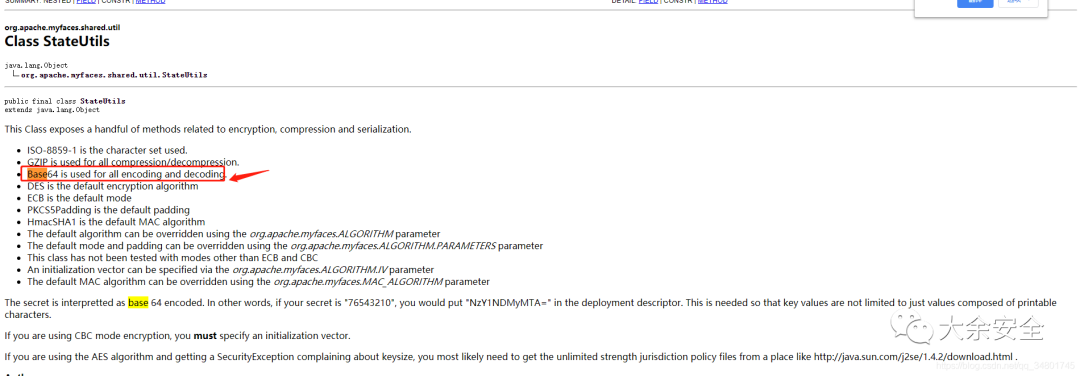 SUMMARY: NESTED | FIELD | CONSTR | METHOD
DETAIL: FIELD | CONSTR | METHOD
org.apache.myfaces.shared.util
Class StateUtils
java.lang.Object
org.apache.myfaces.shared.util.StateUtils
public final class StateUtils
extends java.lang.Object
This Class exposes a handful of methods related to encryption, compression and serialization.
• ISO-8859-1 is the character set used.
• GZIP is used for all compression/decompression.
• Base64 is used for all encoding and decoding.
• DES is the default encryption algorithm
• ECB is the default mode
• PKCS5Padding is the default padding
• HmacSHA1 is the default MAC algorithm
• The default algorithm can be overridden using the org.apache.myfaces.ALGORITHM parameter
• The default mode and padding can be overridden using the org.apache.myfaces.ALGORITHM.PARAMETERS parameter
• This class has not been tested with modes other than ECB and CBC
• An initialization vector can be specified via the org.apache.myfaces.ALGORITHM.IV parameter
• The default MAC algorithm can be overridden using the org.apache.myfaces.MAC_ALGORITHM parameter
The secret is interpretted as base 64 encoded. In other words, if your secret is "76543210", you would put "NzY1NDMyMTA=" in the deployment descriptor. This is needed so that key values are not limited to just values composed of printable
characters.
If you are using CBC mode encryption, you must specify an initialization vector.
If you are using the AES algorithm and getting a SecurityException complaining about keysize, you most likely need to get the unlimited strength jurisdiction policy files from a place like http://java.sun.com/j2se/1.4.2/download.html .
大余安全